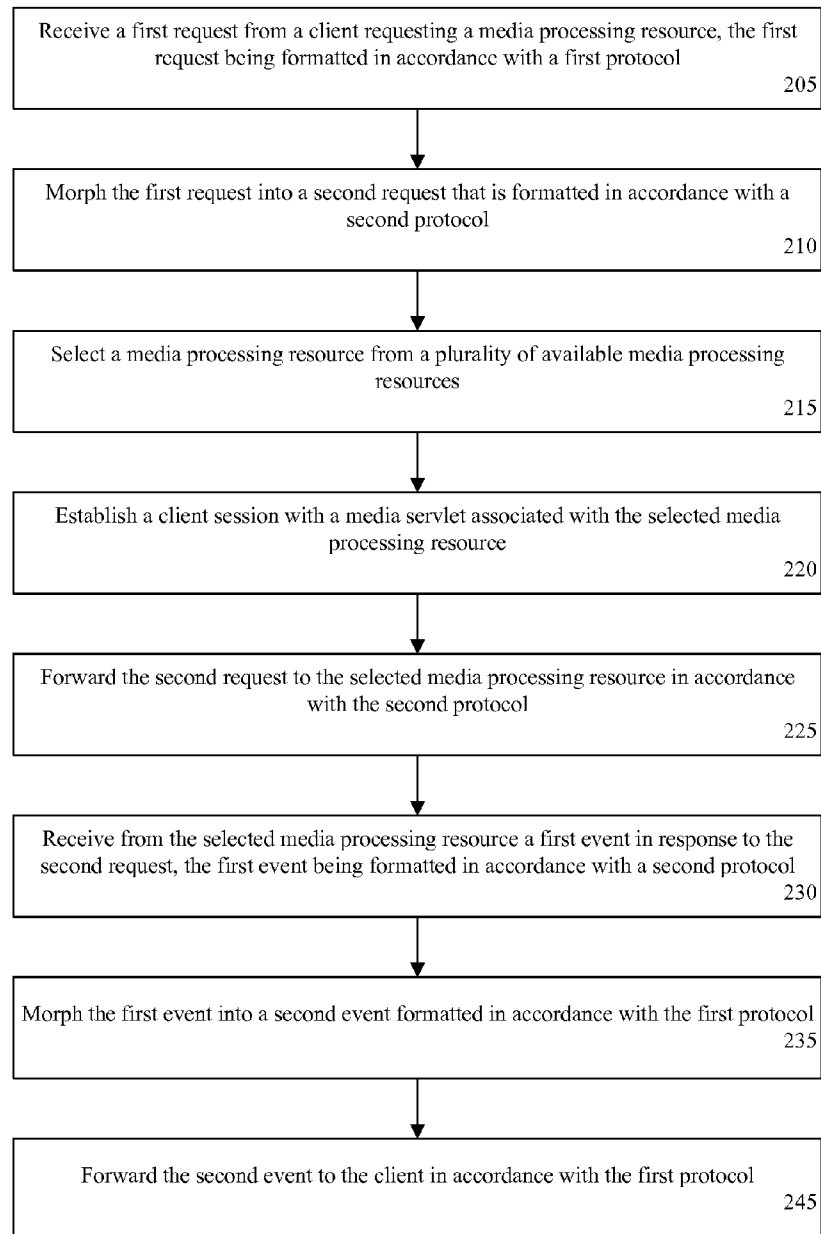 Receive a first request from a client requesting a media processing resource, the first
request being formatted in accordance with a first protocol
205
Morph the first request into a second request that is formatted in accordance with a
second protocol
210
Select a media processing resource from a plurality of available media processing
resources
215
Establish a client session with a media servlet associated with the selected media
processing resource
220
Forward the second request to the selected media processing resource in accordance
with the second protocol
225
Receive from the selected media processing resource a first event in response to the
second request, the first event being formatted in accordance with a second protocol
230
Morph the first event into a second event formatted in accordance with the first protocol
235
Forward the second event to the client in accordance with the first protocol
245